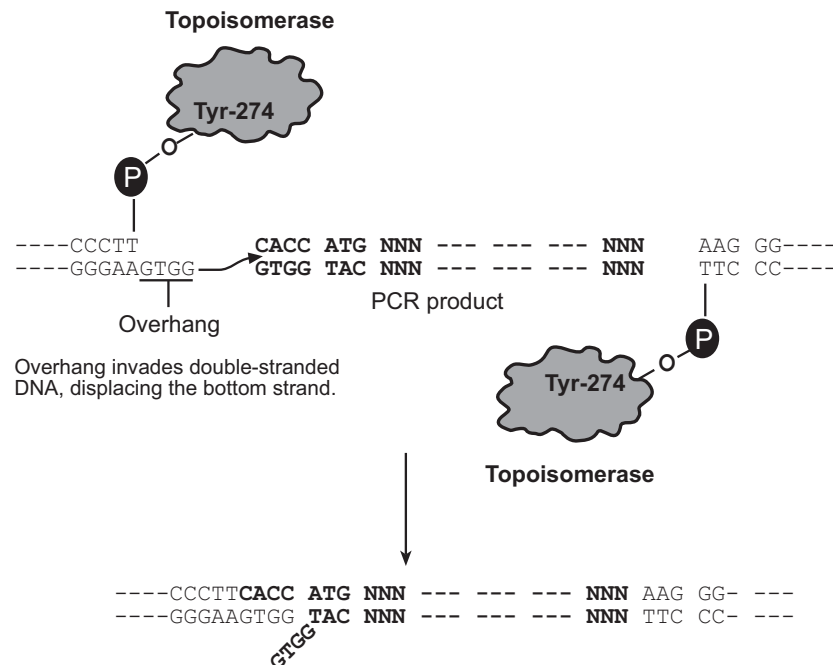 Topoisomerase
Tyr-274
O
P
----CCCTT CACC ATG NNN --- --- --- --- NNN AAG GG----
----GGGAAGTGG GTGG TAC NNN --- --- --- --- NNN TTC CC----
Overhang
PCR product
Overhang invades double-stranded
DNA, displacing the bottom strand.
P
O
Tyr-274
Topoisomerase
----CCCTTCACC ATG NNN --- --- --- --- NNN AAG GG- ---
----GGGAAGTGG TAC NNN --- --- --- --- NNN TTC CC- ---
GTGG